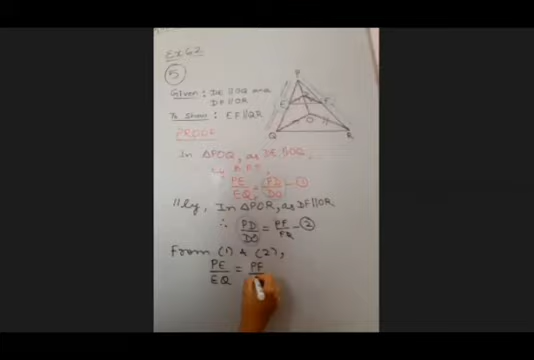 Ex 6.2
5
Given : DE || OQ and
DF || OR
To Show : EF || QR
P
E
F
D
O
Q
R
PROOF
In △POQ, as DE || OQ,
by B.P.T,
PE/EQ = PD/DO — ①
||ly, In △POR, as DF || OR
∴ PD/DO = PF/FR — ②
From (1) & (2),
PE/EQ = PF/